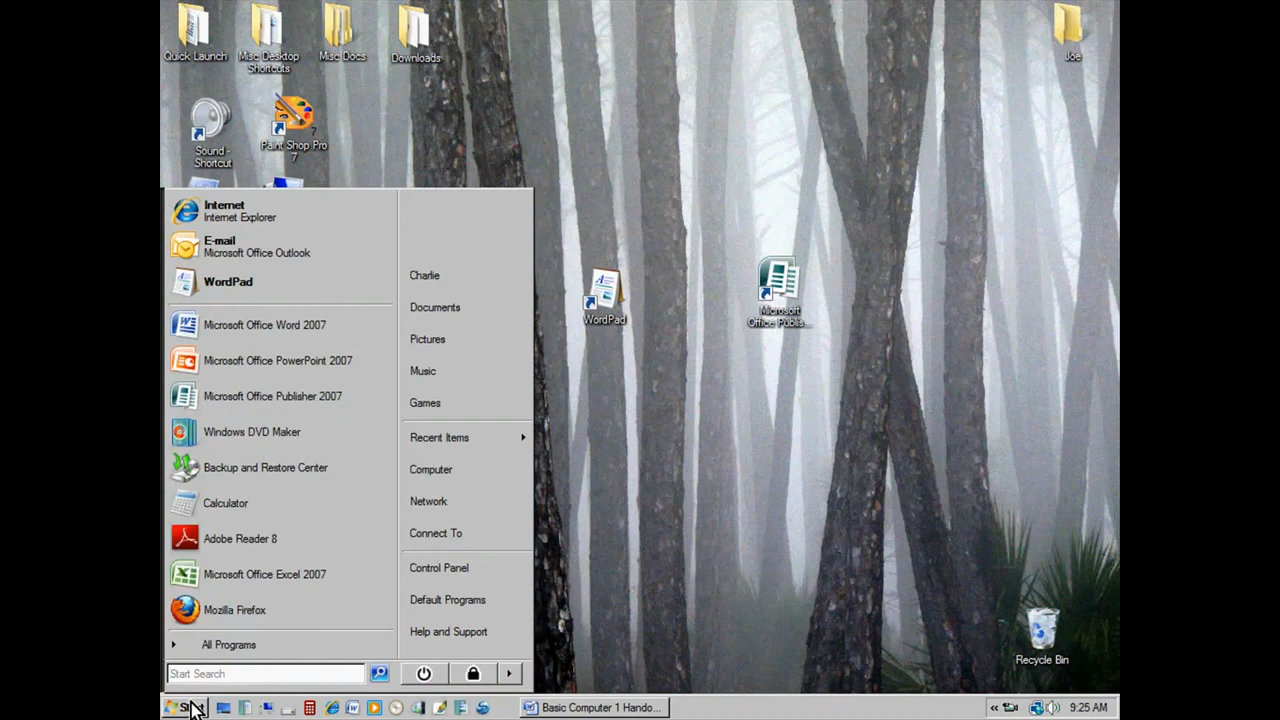 Quick Launch
Misc Desktop
Shortcuts
Misc Docs
Downloads
Joe
Sound -
Shortcut
7
Paint Shop Pro
7
Internet
Internet Explorer
E-mail
Microsoft Office Outlook
WordPad
Microsoft Office Word 2007
Microsoft Office PowerPoint 2007
Microsoft Office Publisher 2007
Windows DVD Maker
Backup and Restore Center
Calculator
Adobe Reader 8
Microsoft Office Excel 2007
Mozilla Firefox
All Programs
Start Search
Charlie
Documents
Pictures
Music
Games
Recent Items
Computer
Network
Connect To
Control Panel
Default Programs
Help and Support
WordPad
Microsoft
Office Publis...
Recycle Bin
Basic Computer 1 Hando...
9:25 AM